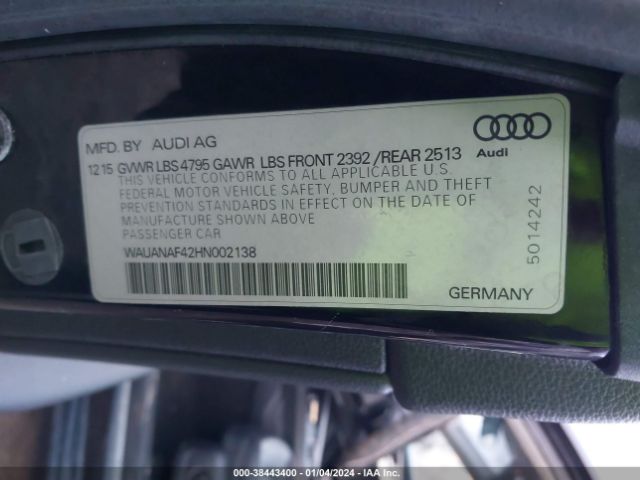 MFD. BY AUDI AG
12 15 GVWR LBS 4795 GAWR LBS FRONT 2392 /REAR 2513
THIS VEHICLE CONFORMS TO ALL APPLICABLE U.S.
FEDERAL MOTOR VEHICLE SAFETY, BUMPER AND THEFT
PREVENTION STANDARDS IN EFFECT ON THE DATE OF
MANUFACTURE SHOWN ABOVE
PASSENGER CAR
WAUANAF42HN002138
Audi
5014242
GERMANY
000-38443400 - 01/04/2024 - IAA Inc.